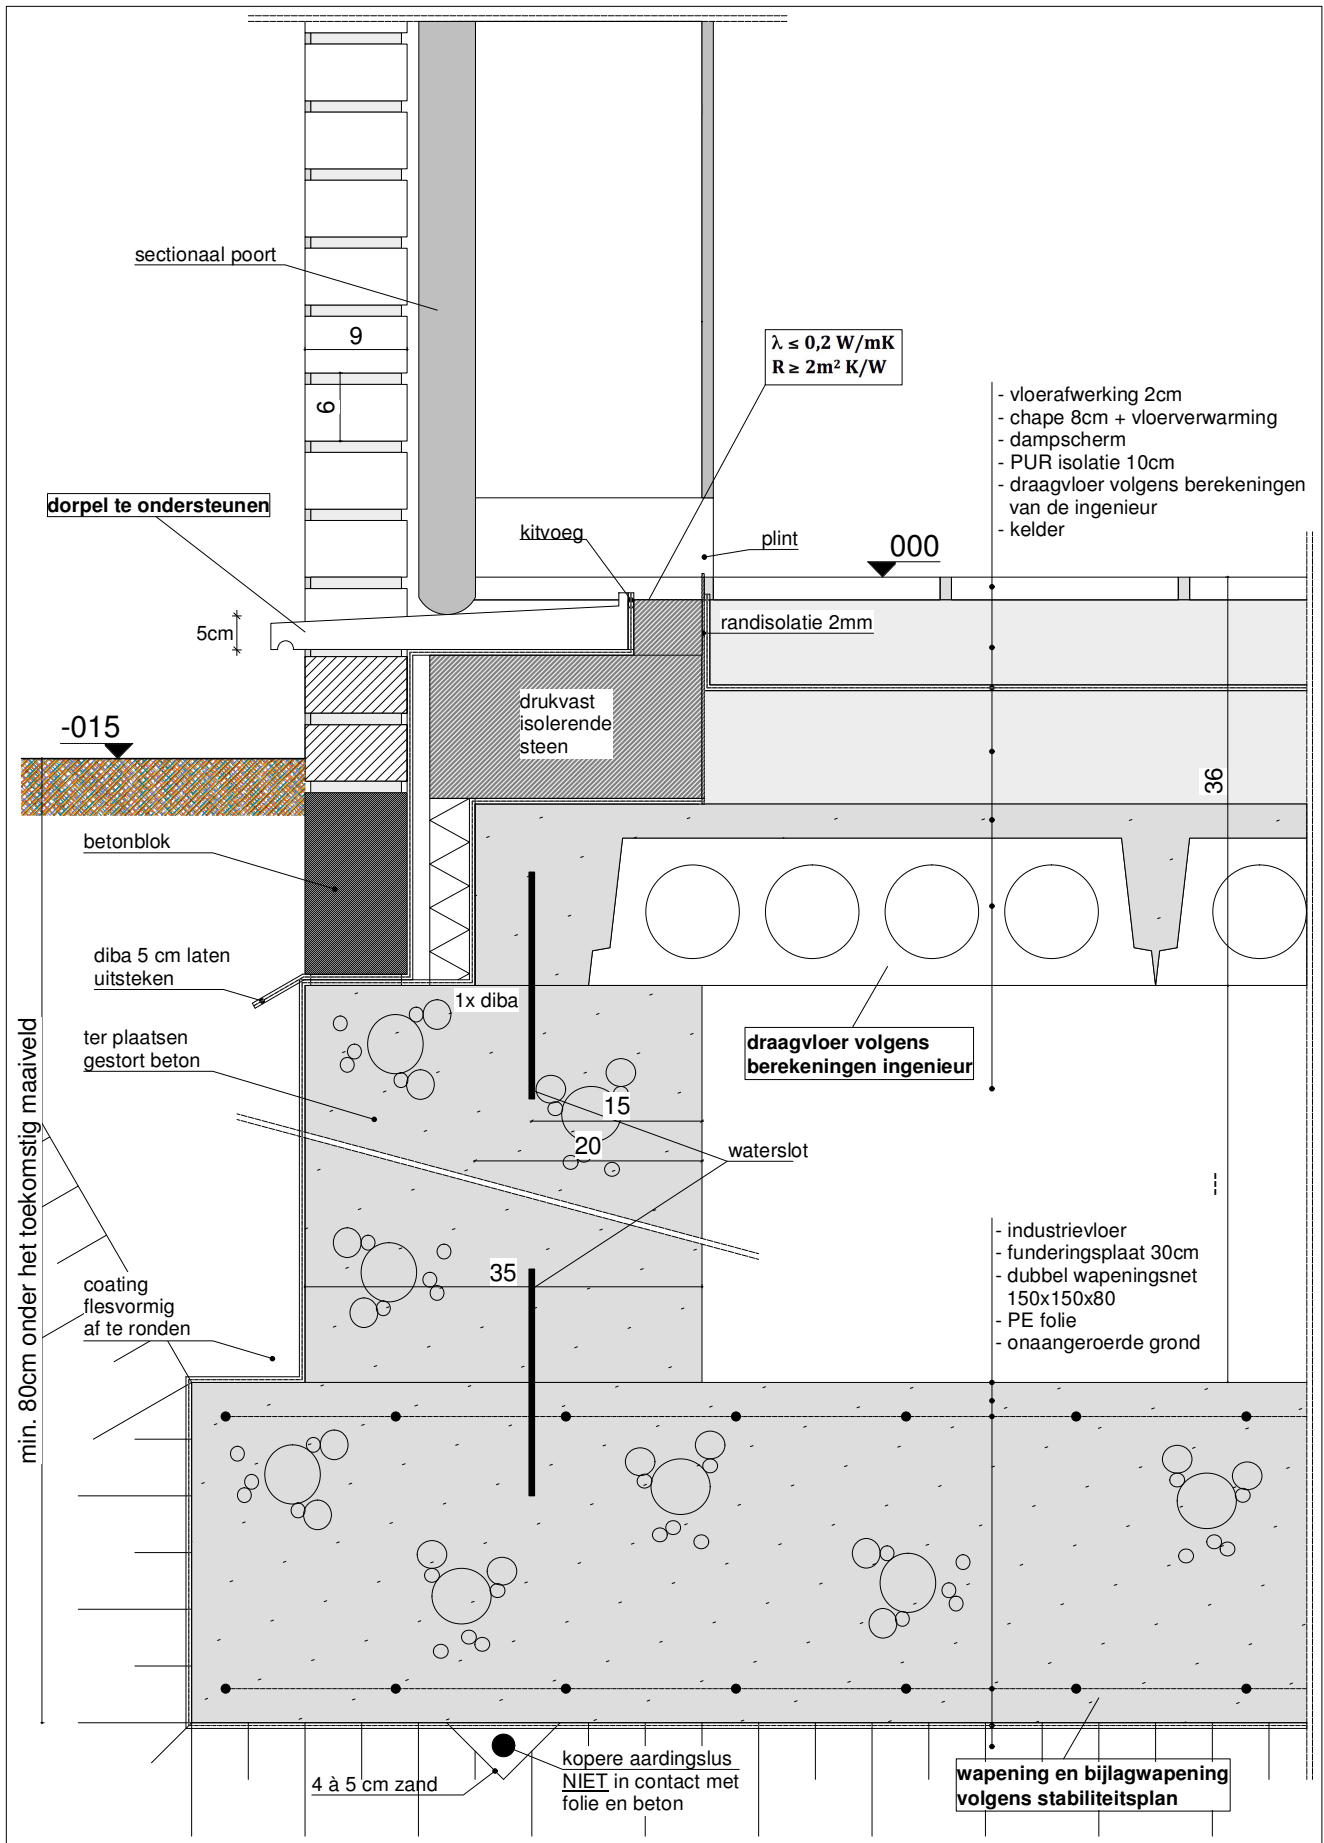 sectionaal poort
9
6
λ ≤ 0,2 W/mK
R ≥ 2m² K/W
- vloerafwerking 2cm
- chape 8cm + vloerverwarming
- dampscherm
- PUR isolatie 10cm
- draagvloer volgens berekeningen
van de ingenieur
- kelder
dorpel te ondersteunen
kitvoeg
plint
000
5cm
randisolatie 2mm
drukvast
isolerende
steen
-015
36
betonblok
diba 5 cm laten
uitsteken
1x diba
ter plaatsen
gestort beton
draagvloer volgens
berekeningen ingenieur
15
20
waterslot
min. 80cm onder het toekomstig maaiveld
35
- industrievloer
- funderingsplaat 30cm
- dubbel wapeningsnet
150x150x80
- PE folie
- onaangeroerde grond
coating
flesvormig
af te ronden
4 à 5 cm zand
kopere aardingslus
NIET in contact met
folie en beton
wapening en bijlagwapening
volgens stabiliteitsplan